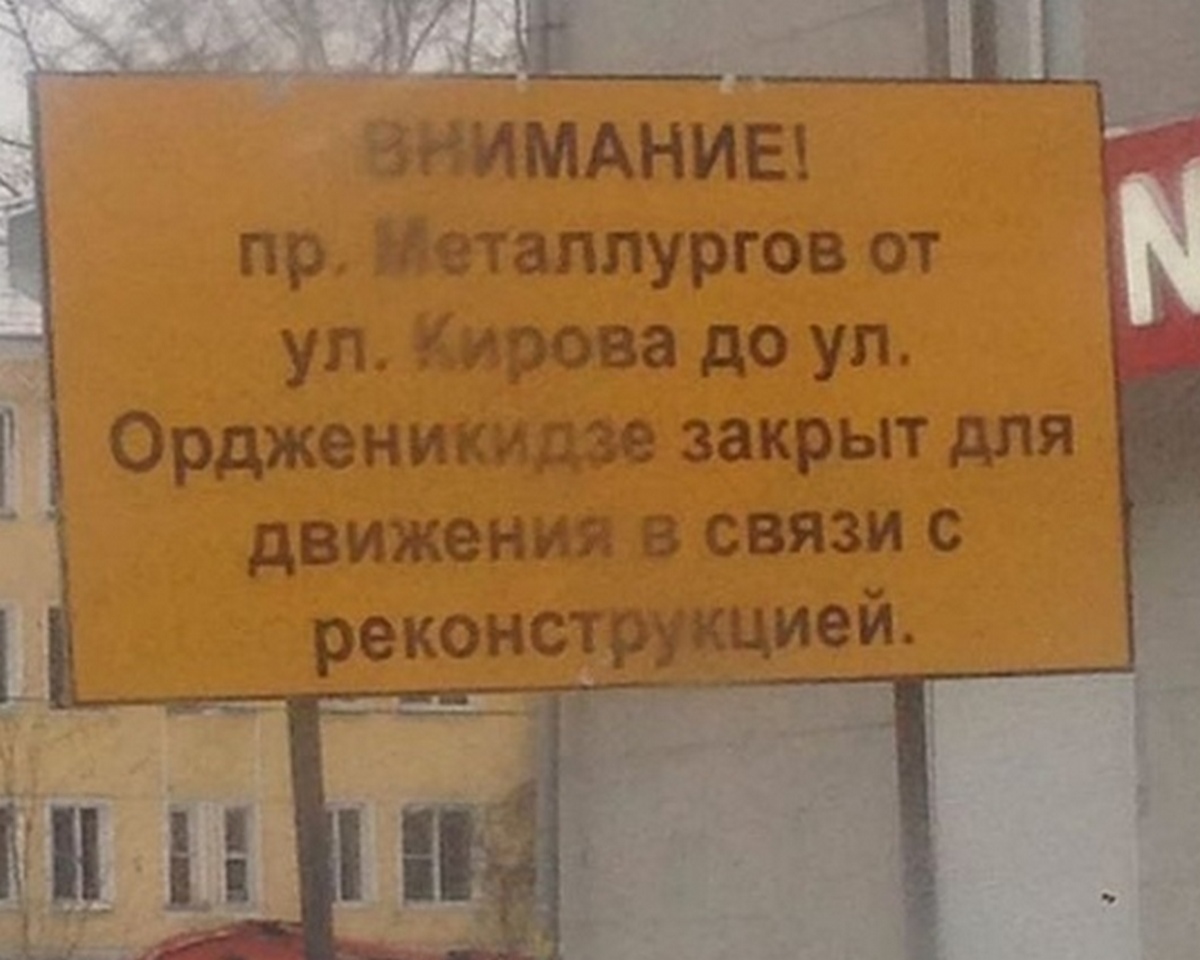 ВНИМАНИЕ!
пр. Металлургов от
ул. Кирова до ул.
Ордженикидзе закрыт для
движения в связи с
реконструкцией.